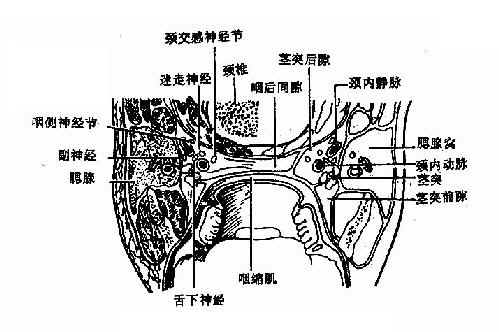 颈交感神经节
茎突后隙
迷走神经
颈椎
咽后间隙
颈内静脉
咽侧神经节
副神经
腮腺
腮腺窝
颈内动脉
茎突
茎突前隙
咽缩肌
舌下神经